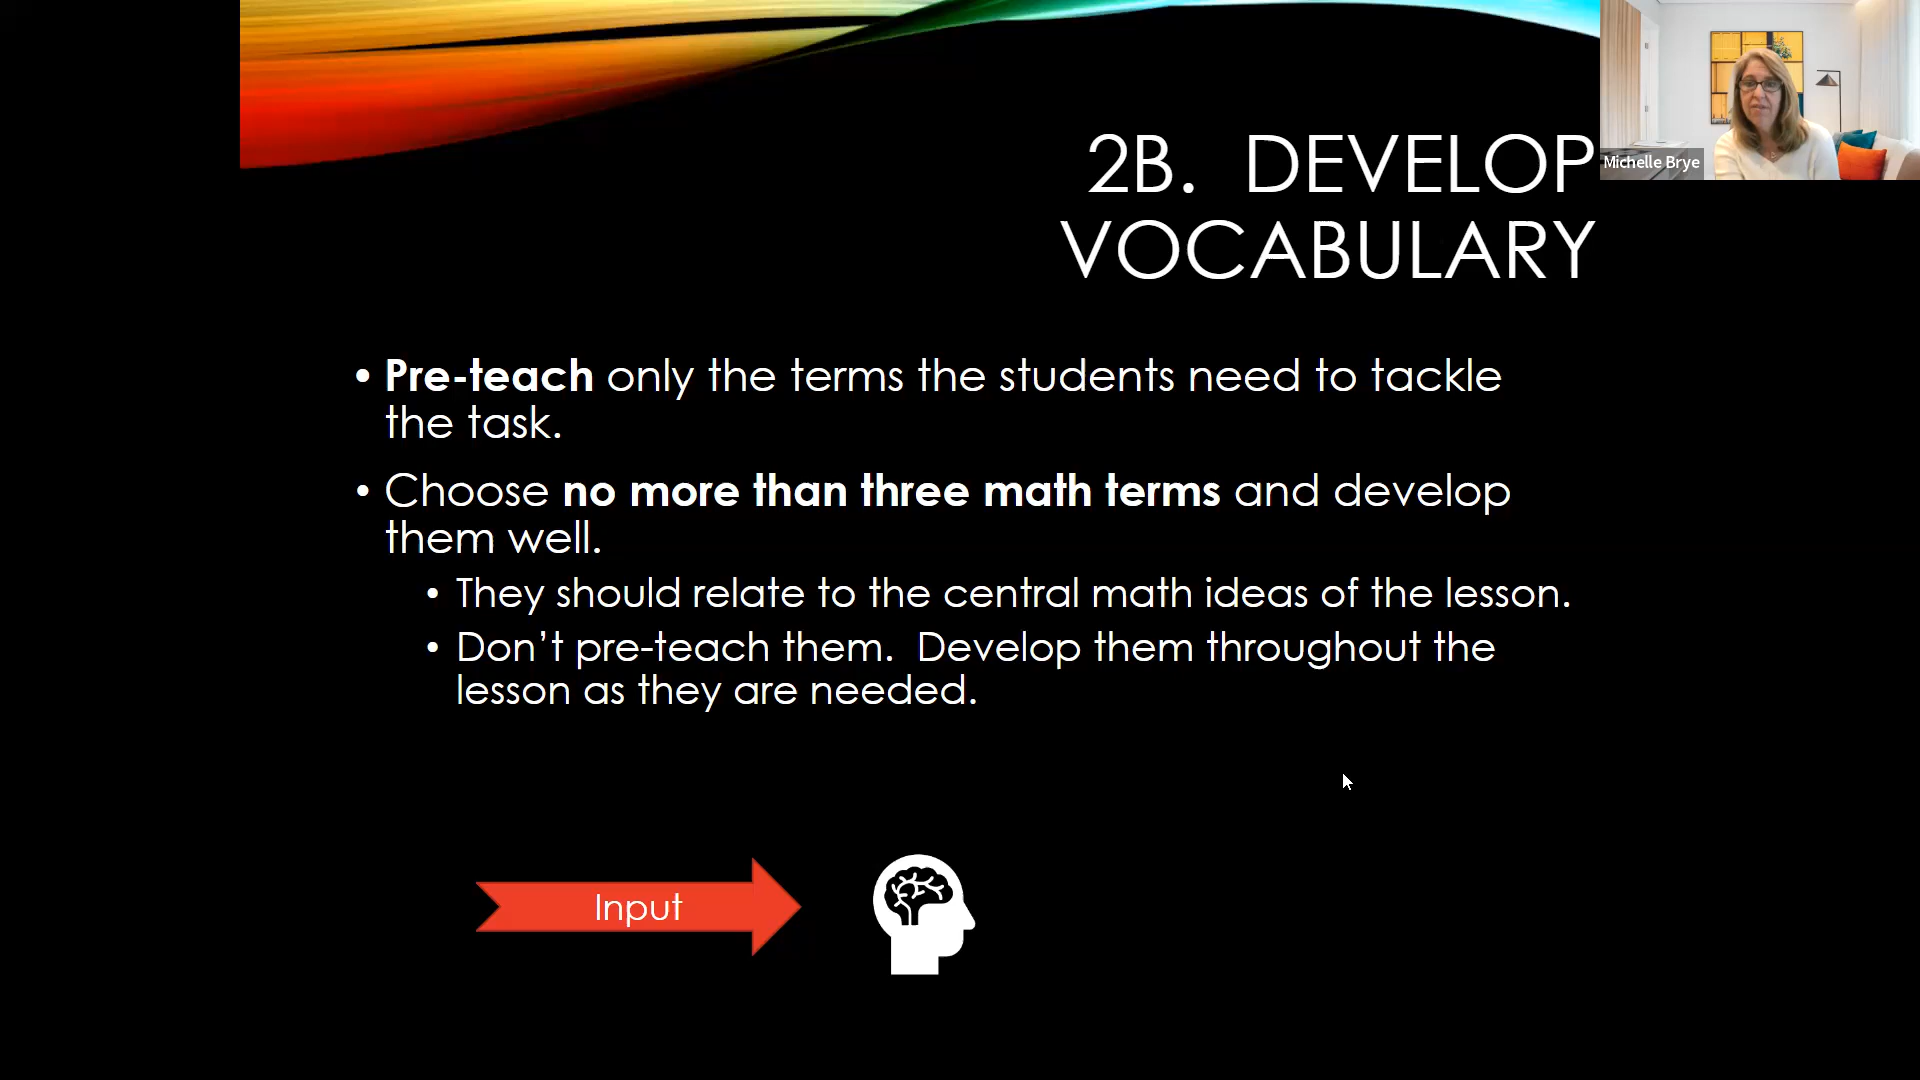 2B.  DEVELOP
VOCABULARY
Michelle Brye
• Pre-teach only the terms the students need to tackle
the task.
• Choose no more than three math terms and develop
them well.
• They should relate to the central math ideas of the lesson.
• Don’t pre-teach them.  Develop them throughout the
lesson as they are needed.
Input